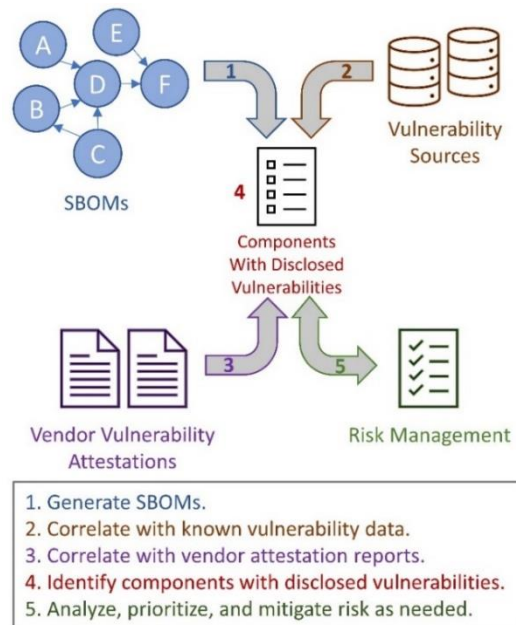 A
E
D
F
B
C
SBOMs
1
2
Vulnerability
Sources
4
Components
With Disclosed
Vulnerabilities
3
5
Vendor Vulnerability
Attestations
Risk Management
1. Generate SBOMs.
2. Correlate with known vulnerability data.
3. Correlate with vendor attestation reports.
4. Identify components with disclosed vulnerabilities.
5. Analyze, prioritize, and mitigate risk as needed.